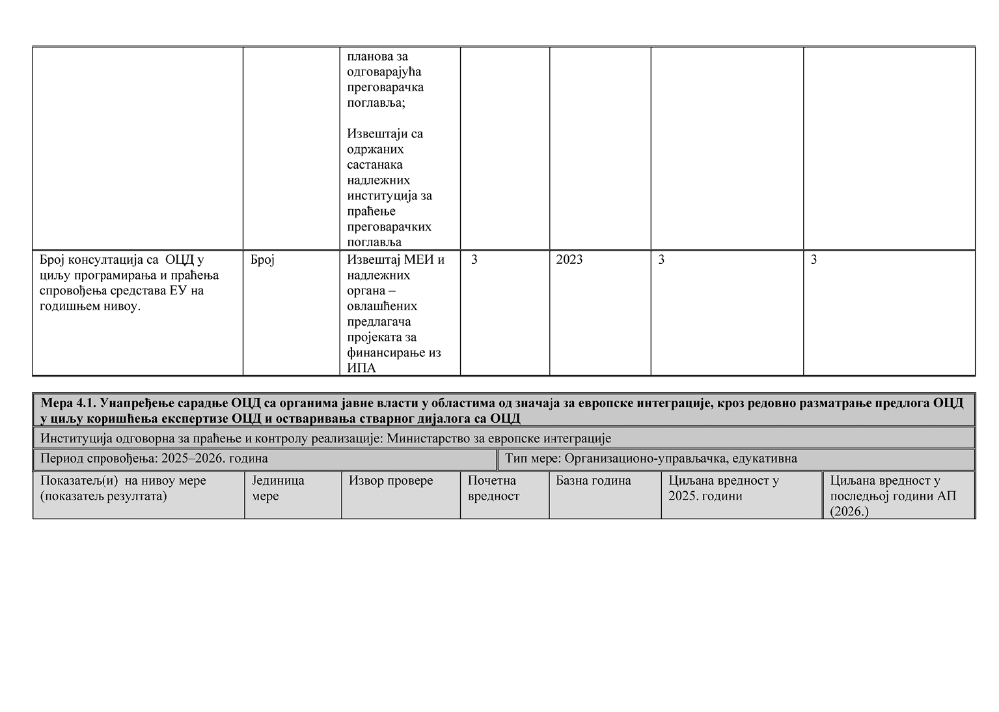 планова за
одговарајућа
преговарачка
поглавља;
Извештаји са
одржаних
састанака
надлежних
институција за
праћење
преговарачких
поглавља
Број консултација са ОЦД у
циљу програмирања и праћења
спровођења средстава ЕУ на
годишњем нивоу.
Број
Извештај МЕИ и
надлежних
органа –
овлашћених
предлагача
пројеката за
финансирање из
ИПА
3
2023
3
3
Мера 4.1. Унапређење сарадње ОЦД са органима јавне власти у областима од значаја за европске интеграције, кроз редовно разматрање предлога ОЦД
у циљу коришћења експертизе ОЦД и остваривања стварног дијалога са ОЦД
Институција одговорна за праћење и контролу реализације: Министарство за европске интеграције
Период спровођења: 2025–2026. година
Тип мере: Организационо-управљачка, едукативна
Показатељ(и) на нивоу мере
(показатељ резултата)
Јединица
мере
Извор провере
Почетна
вредност
Базна година
Циљана вредност у
2025. години
Циљана вредност у
последњој години АП
(2026.)